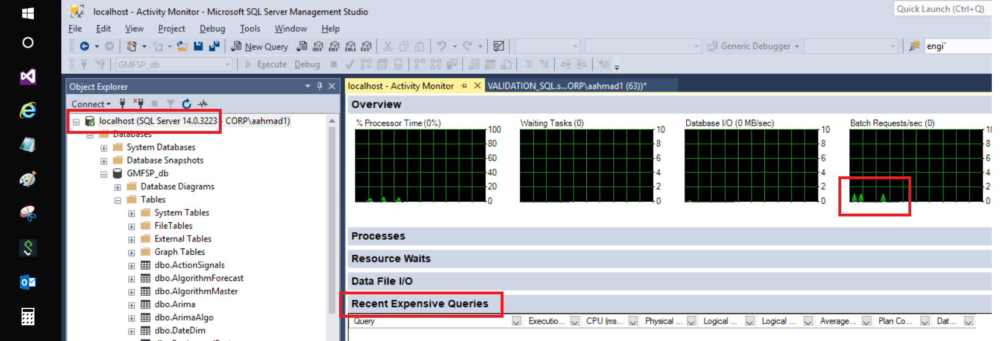 localhost - Activity Monitor - Microsoft SQL Server Management Studio
Quick Launch (Ctrl+Q)
File Edit View Project Debug Tools Window Help
New Query MDX DMX XMLA DAX Generic Debugger engi`
GMFSP_db Execute Debug
Object Explorer
Connect
localhost (SQL Server 14.0.3223 - CORP\aahmad1)
Databases
System Databases
Database Snapshots
GMFSP_db
Database Diagrams
Tables
System Tables
FileTables
External Tables
Graph Tables
dbo.ActionSignals
dbo.AlgorithmForecast
dbo.AlgorithmMaster
dbo.Arima
dbo.ArimaAlgo
dbo.DateDim
localhost - Activity Monitor VALIDATION_SQL.s...ORP\aahmad1 (63))*
Overview
% Processor Time (0%)
100
80
60
40
20
0
Waiting Tasks (0)
10
8
6
4
2
0
Database I/O (0 MB/sec)
10
8
6
4
2
0
Batch Requests/sec (0)
8
6
4
2
0
Processes
Resource Waits
Data File I/O
Recent Expensive Queries
Query Executio... CPU (ms... Physical ... Logical ... Logical ... Average... Plan Co... Dat...